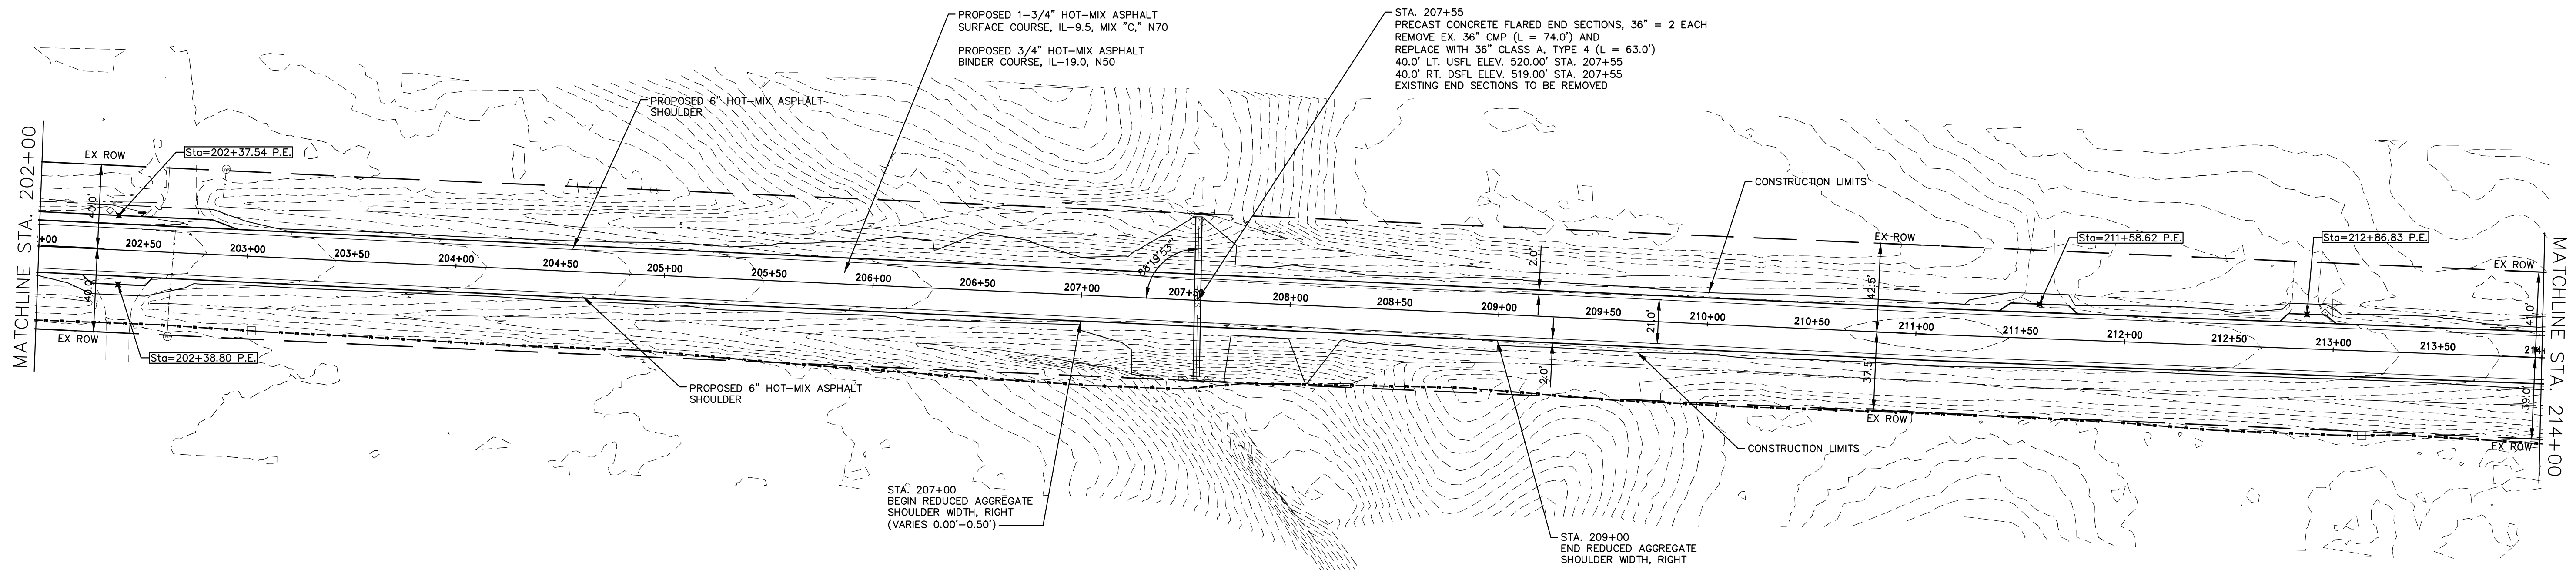 PROPOSED 1-3/4" HOT-MIX ASPHALT
SURFACE COURSE, IL-9.5, MIX "C," N70
PROPOSED 3/4" HOT-MIX ASPHALT
BINDER COURSE, IL-19.0, N50
STA. 207+55
PRECAST CONCRETE FLARED END SECTIONS, 36" = 2 EACH
REMOVE EX. 36" CMP (L = 74.0') AND
REPLACE WITH 36" CLASS A, TYPE 4 (L = 63.0')
40.0' LT. USFL ELEV. 520.00' STA. 207+55
40.0' RT. DSFL ELEV. 519.00' STA. 207+55
EXISTING END SECTIONS TO BE REMOVED
PROPOSED 6" HOT-MIX ASPHALT
SHOULDER
MATCHLINE STA. 202+00
EX ROW
Sta=202+37.54 P.E.
40.0'
CONSTRUCTION LIMITS
EX ROW
Sta=211+58.62 P.E.
Sta=212+86.83 P.E.
EX ROW
MATCHLINE STA. 214+00
+00
202+50
203+00
203+50
204+00
204+50
205+00
205+50
206+00
206+50
207+00
207+50
208+00
208+50
209+00
209+50
210+00
210+50
211+00
211+50
212+00
212+50
213+00
213+50
214+
88°19'53"
2.0'
21.0'
42.5'
41.0'
40.0'
EX ROW
Sta=202+38.80 P.E.
PROPOSED 6" HOT-MIX ASPHALT
SHOULDER
2.0'
37.5'
EX ROW
39.0'
EX ROW
CONSTRUCTION LIMITS
STA. 207+00
BEGIN REDUCED AGGREGATE
SHOULDER WIDTH, RIGHT
(VARIES 0.00'-0.50')
STA. 209+00
END REDUCED AGGREGATE
SHOULDER WIDTH, RIGHT